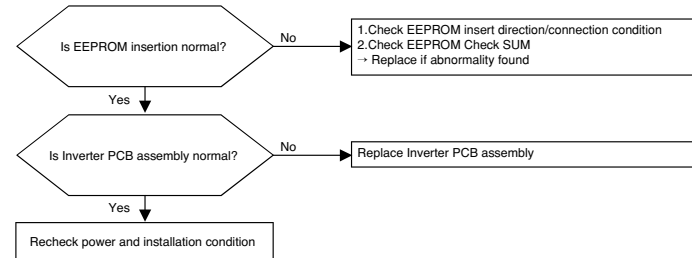 Is EEPROM insertion normal?
No
1.Check EEPROM insert direction/connection condition
2.Check EEPROM Check SUM
→ Replace if abnormality found
Yes
Is Inverter PCB assembly normal?
No
Replace Inverter PCB assembly
Yes
Recheck power and installation condition